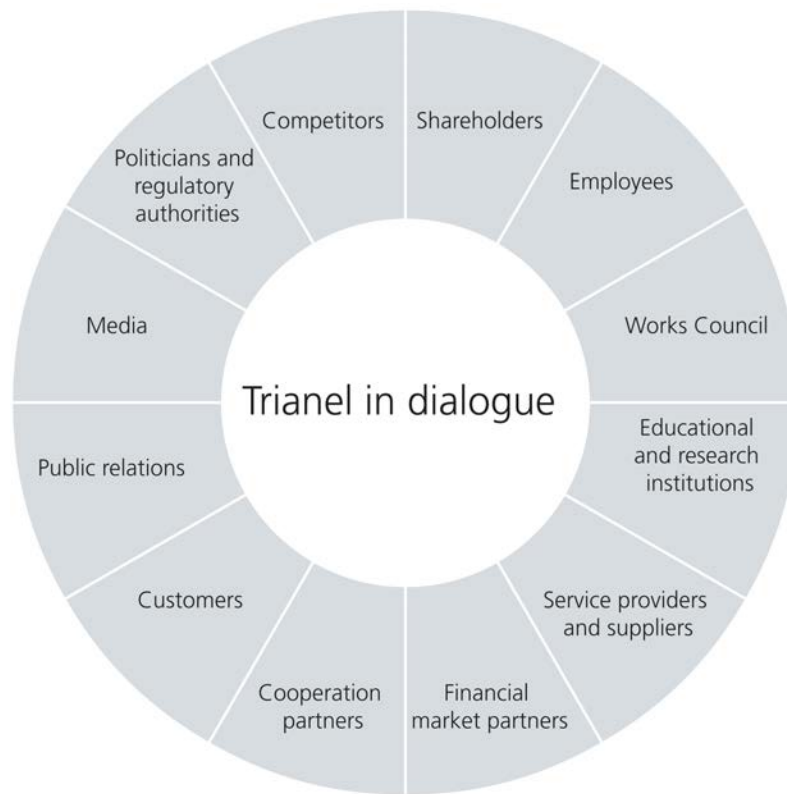 Competitors
Shareholders
Politicians and
regulatory
authorities
Employees
Media
Works Council
Trianel in dialogue
Educational
and research
institutions
Public relations
Customers
Service providers
and suppliers
Cooperation
partners
Financial
market partners